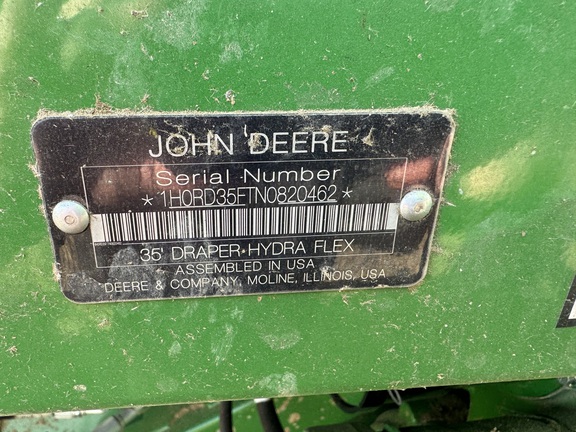 JOHN DEERE
Serial Number
*1H0RD35FTN0820462*
35' DRAPER-HYDRA FLEX
ASSEMBLED IN USA
DEERE & COMPANY, MOLINE, ILLINOIS, USA